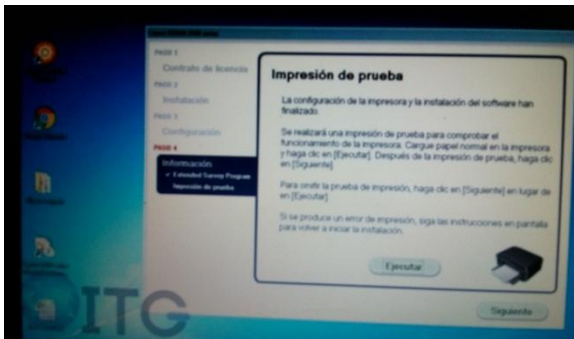 PASO 1
Contrato de licencia
PASO 2
Instalación
PASO 3
Configuración
PASO 4
Información
Extended Survey Program
Impresión de prueba
Impresión de prueba
La configuración de la impresora y la instalación del software han
finalizado.
Se realizará una impresión de prueba para comprobar el
funcionamiento de la impresora. Cargue papel normal en la impresora
y haga clic en [Ejecutar]. Después de la impresión de prueba, haga clic
en [Siguiente].
Para omitir la prueba de impresión, haga clic en [Siguiente] en lugar de
en [Ejecutar].
Si se produce un error de impresión, siga las instrucciones en pantalla
para volver a iniciar la instalación.
Ejecutar
Siguiente
ITG